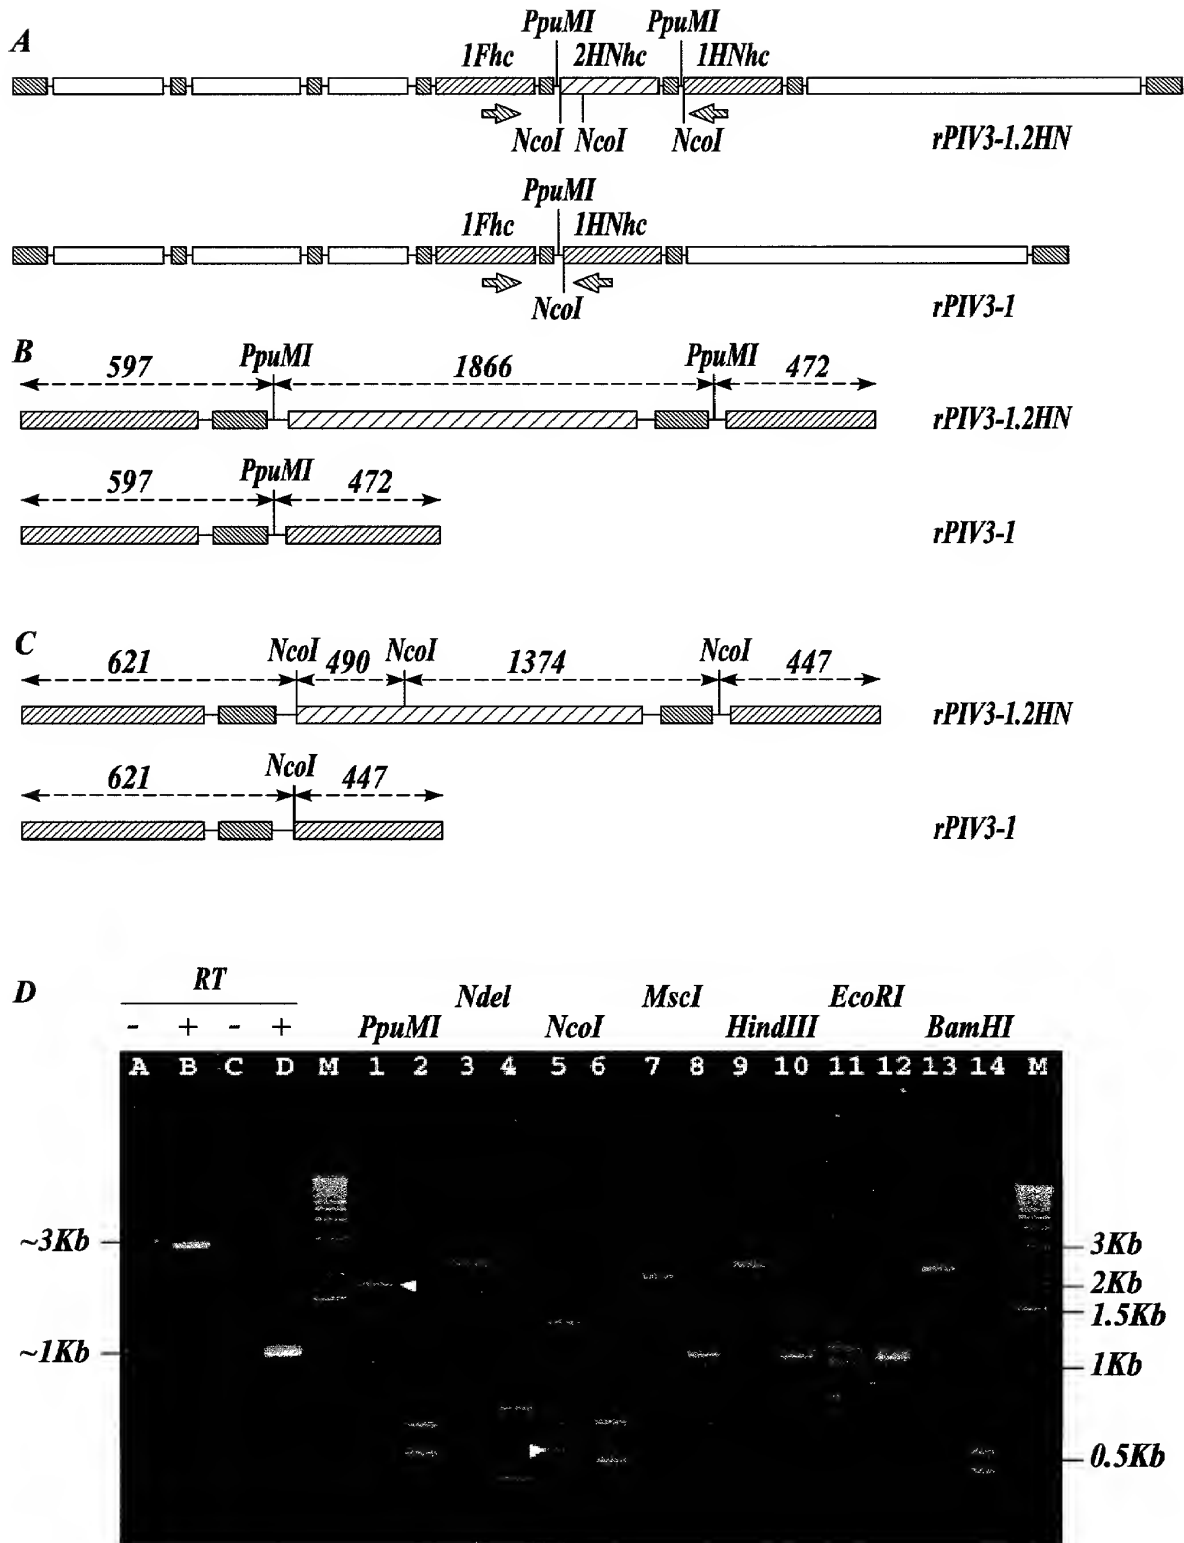 A
PpuMI PpuMI
1Fhc 2HNhc 1HNhc
NcoI NcoI NcoI
rPIV3-1.2HN
PpuMI
1Fhc 1HNhc
NcoI
rPIV3-1
B
597 PpuMI 1866 PpuMI 472
rPIV3-1.2HN
597 PpuMI 472
rPIV3-1
C
621 NcoI 490 NcoI 1374 NcoI 447
rPIV3-1.2HN
621 NcoI 447
rPIV3-1
D
RT
- + - +
PpuMI NdeI NcoI MscI HindIII EcoRI BamHI
A B C D M 1 2 3 4 5 6 7 8 9 10 11 12 13 14 M
~3Kb
~1Kb
3Kb
2Kb
1.5Kb
1Kb
0.5Kb